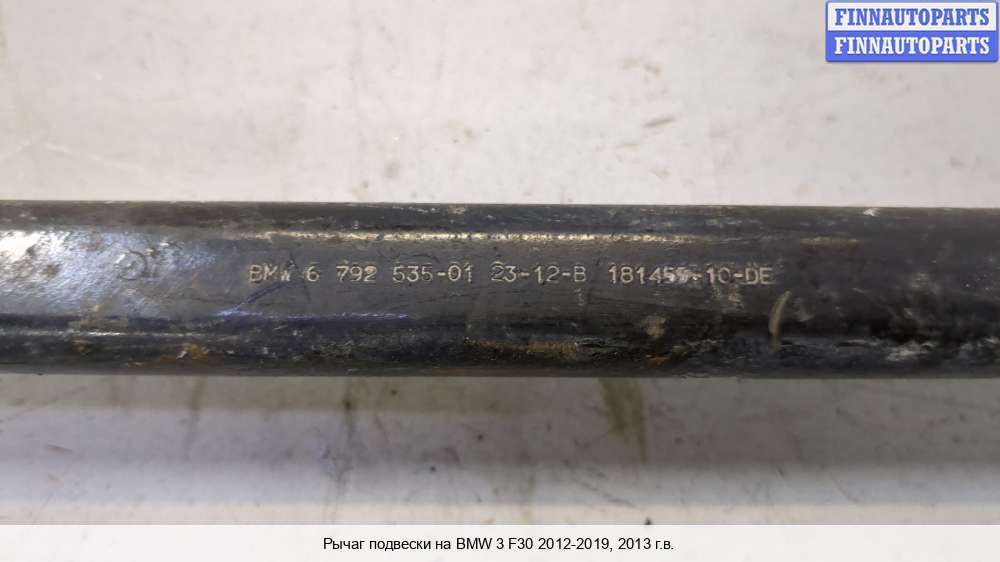 FINNAUTOPARTS
FINNAUTOPARTS
BMW 6 792 535-01 23-12-B
Рычаг подвески на BMW 3 F30 2012-2019, 2013 г.в.